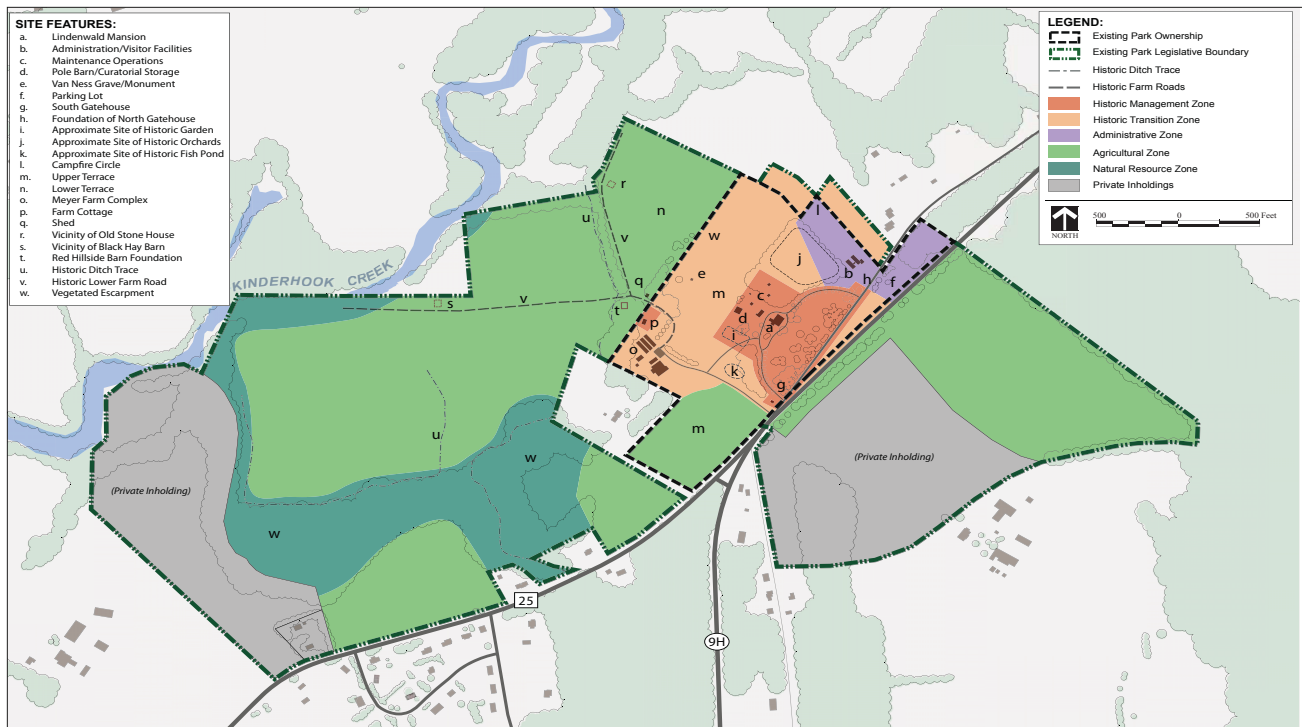 SITE FEATURES:
a. Lindenwald Mansion
b. Administration/Visitor Facilities
c. Maintenance Operations
d. Pole Barn/Curatorial Storage
e. Van Ness Grave/Monument
f. Parking Lot
g. South Gatehouse
h. Foundation of North Gatehouse
i. Approximate Site of Historic Garden
j. Approximate Site of Historic Orchards
k. Approximate Site of Historic Fish Pond
l. Campfire Circle
m. Upper Terrace
n. Lower Terrace
o. Meyer Farm Complex
p. Farm Cottage
q. Shed
r. Vicinity of Old Stone House
s. Vicinity of Black Hay Barn
t. Red Hillside Barn Foundation
u. Historic Ditch Trace
v. Historic Lower Farm Road
w. Vegetated Escarpment
LEGEND:
Existing Park Ownership
Existing Park Legislative Boundary
Historic Ditch Trace
Historic Farm Roads
Historic Management Zone
Historic Transition Zone
Administrative Zone
Agricultural Zone
Natural Resource Zone
Private Inholdings
NORTH
500 0 500 Feet
KINDERHOOK CREEK
r
n
u
v
w
l
j
e
q
m
b
h
f
s
v
t
c
d
a
p
i
o
k
g
m
u
w
w
(Private Inholding)
(Private Inholding)
25
9H